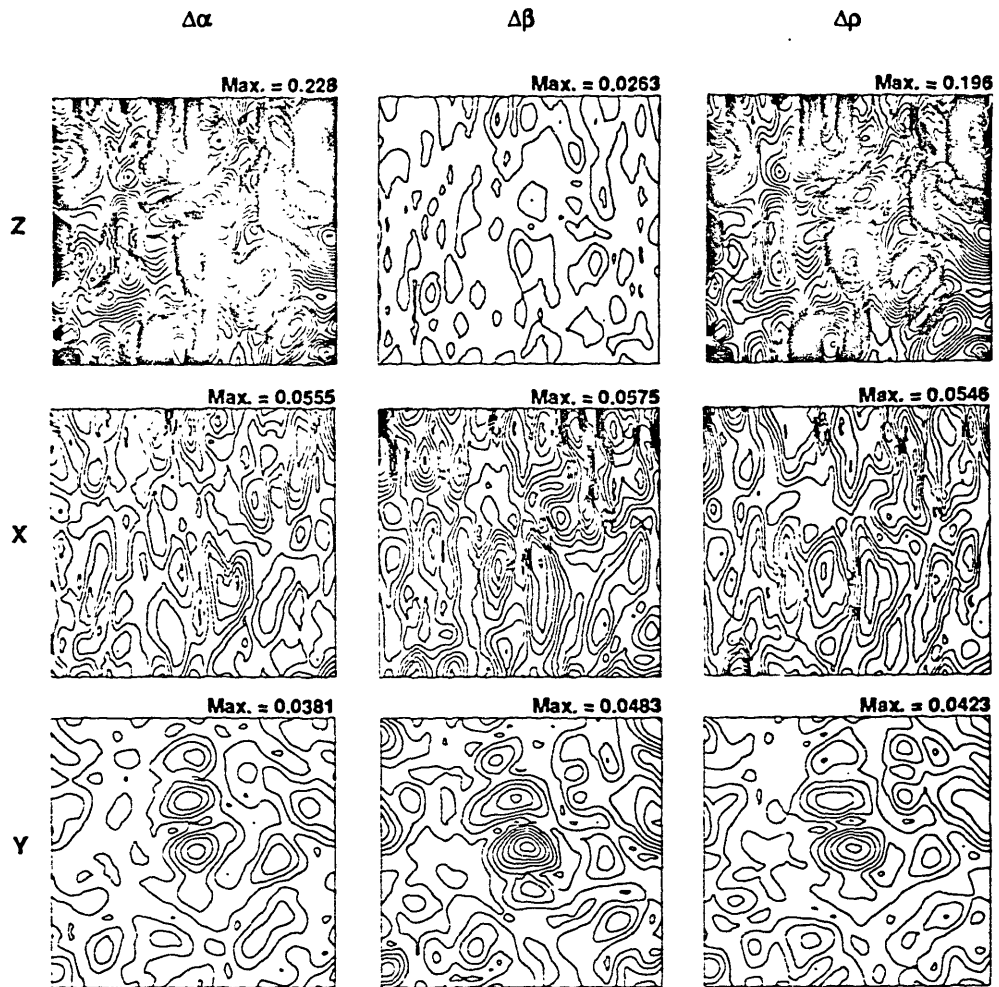 Δα Δβ Δρ
Max. = 0.228 Max. = 0.0263 Max. = 0.196
Z
Max. = 0.0555 Max. = 0.0575 Max. = 0.0546
X
Max. = 0.0381 Max. = 0.0483 Max. = 0.0423
Y